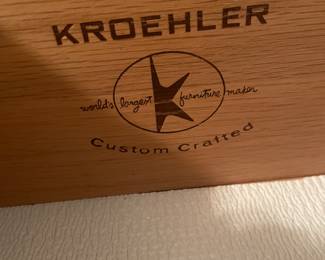 KROEHLER
world's largest furniture maker
Custom Crafted